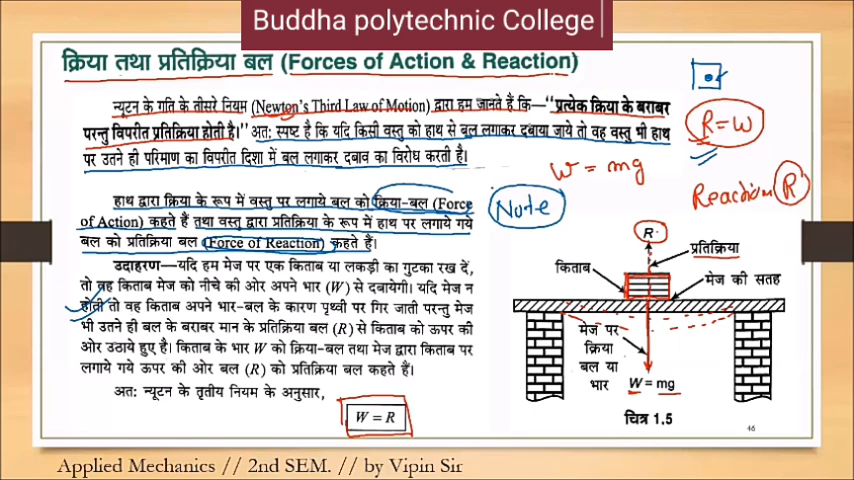 Buddha polytechnic College
क्रिया तथा प्रतिक्रिया बल (Forces of Action & Reaction)
न्यूटन के गति के तीसरे नियम (Newton's Third Law of Motion) द्वारा हम जानते हैं कि—"प्रत्येक क्रिया के बराबर
परन्तु विपरीत प्रतिक्रिया होती है।" अतः स्पष्ट है कि यदि किसी वस्तु को हाथ से बल लगाकर दबाया जाये तो वह वस्तु भी हाथ
पर उतने ही परिमाण का विपरीत दिशा में बल लगाकर दबाव का विरोध करती है।
R=W
W = mg
Reaction R
हाथ द्वारा क्रिया के रूप में वस्तु पर लगाये बल को क्रिया-बल (Force
of Action) कहते हैं तथा वस्तु द्वारा प्रतिक्रिया के रूप में हाथ पर लगाये गये
बल को प्रतिक्रिया बल (Force of Reaction) कहते हैं।
Note
उदाहरण—यदि हम मेज पर एक किताब या लकड़ी का गुटका रख दें,
तो वह किताब मेज को नीचे की ओर अपने भार (W) से दबायेगी। यदि मेज न
होती तो वह किताब अपने भार-बल के कारण पृथ्वी पर गिर जाती परन्तु मेज
भी उतने ही बल के बराबर मान के प्रतिक्रिया बल (R) से किताब को ऊपर की
ओर उठाये हुए है। किताब के भार W को क्रिया-बल तथा मेज द्वारा किताब पर
लगाये गये ऊपर की ओर बल (R) को प्रतिक्रिया बल कहते हैं।
अतः न्यूटन के तृतीय नियम के अनुसार,
W = R
R
प्रतिक्रिया
किताब
मेज की सतह
मेज पर
क्रिया
बल या
भार
W = mg
चित्र 1.5
46
Applied Mechanics // 2nd SEM. // by Vipin Sir